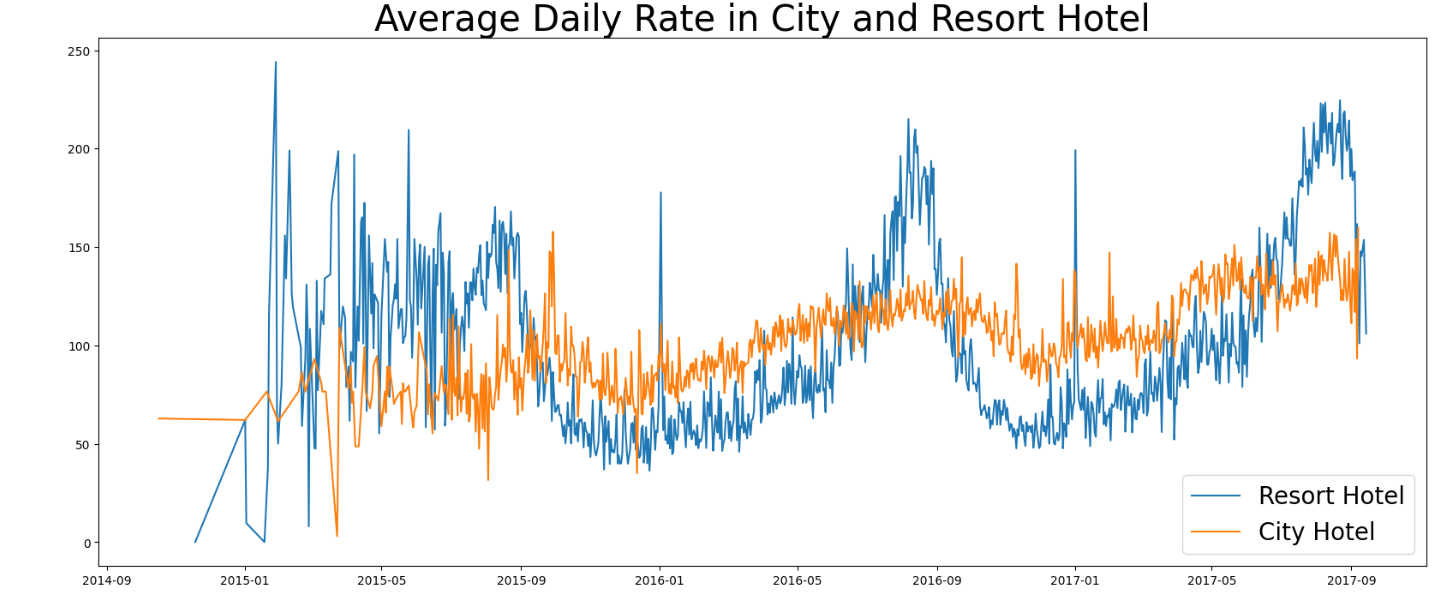 Average Daily Rate in City and Resort Hotel
250
200
150
100
50
0
Resort Hotel
City Hotel
2014-09 2015-01 2015-05 2015-09 2016-01 2016-05 2016-09 2017-01 2017-05 2017-09